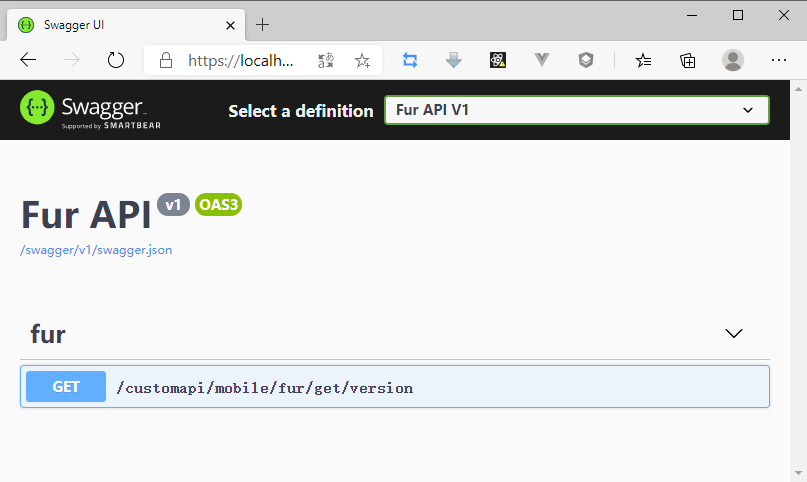 Swagger UI
https://localh...
Swagger
Supported by SMARTBEAR
Select a definition
Fur API V1
Fur API v1 OAS3
/swagger/v1/swagger.json
fur
GET /customapi/mobile/fur/get/version